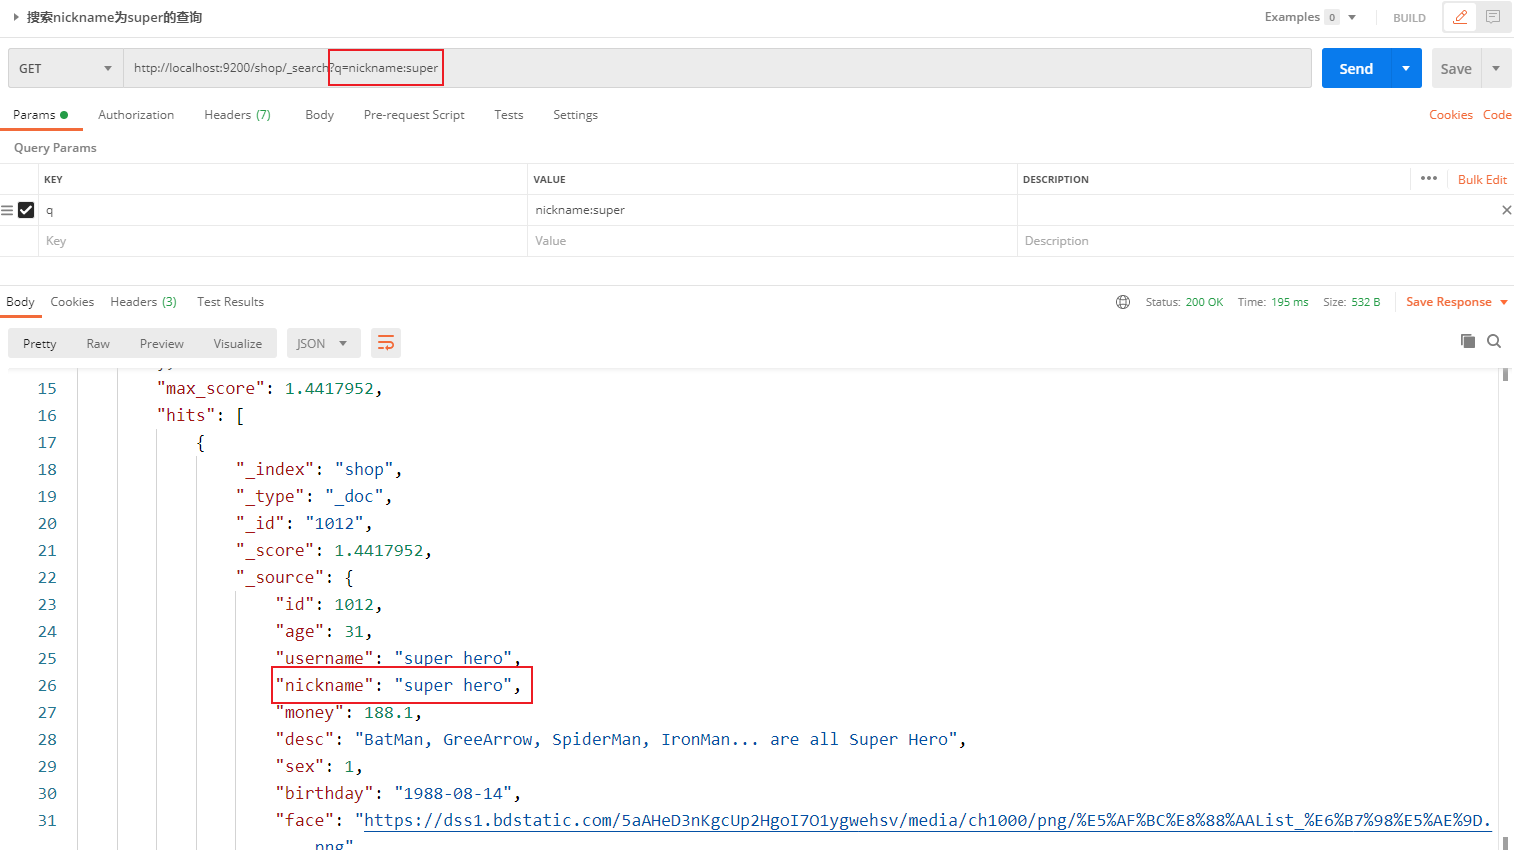 搜索nickname为super的查询
Examples 0
BUILD
GET
http://localhost:9200/shop/_search?q=nickname:super
Send
Save
Params
Authorization
Headers (7)
Body
Pre-request Script
Tests
Settings
Cookies
Code
Query Params
KEY
VALUE
DESCRIPTION
Bulk Edit
q
nickname:super
Key
Value
Description
Body
Cookies
Headers (3)
Test Results
Status: 200 OK
Time: 195 ms
Size: 532 B
Save Response
Pretty
Raw
Preview
Visualize
JSON
15 "max_score": 1.4417952,
16 "hits": [
17 {
18 "_index": "shop",
19 "_type": "_doc",
20 "_id": "1012",
21 "_score": 1.4417952,
22 "_source": {
23 "id": 1012,
24 "age": 31,
25 "username": "super hero",
26 "nickname": "super hero",
27 "money": 188.1,
28 "desc": "BatMan, GreeArrow, SpiderMan, IronMan... are all Super Hero",
29 "sex": 1,
30 "birthday": "1988-08-14",
31 "face": "https://dss1.bdstatic.com/5aAHeD3nKgcUp2HgoI7O1ygwehsv/media/ch1000/png/%E5%AF%BC%E8%88%AAList_%E6%B7%98%E5%AE%9D.
png"